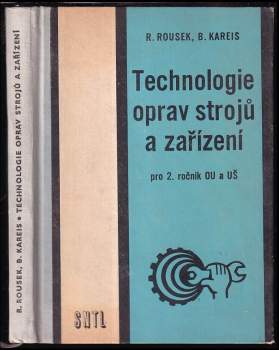 R. ROUSEK, B. KAREIS • TECHNOLOGIE OPRAV STROJŮ A ZAŘÍZENÍ
R. ROUSEK, B. KAREIS
Technologie
oprav strojů
a zařízení
pro 2. ročník OU a UŠ
SNTL